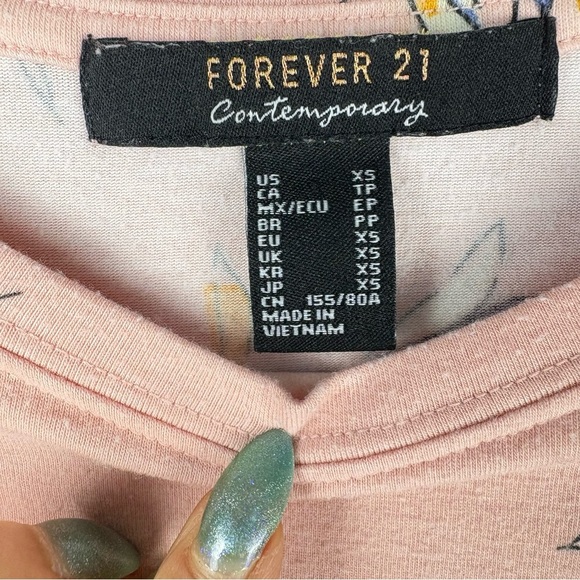 FOREVER 21
Contemporary
US XS
CA TP
MX/ECU EP
BR PP
EU XS
UK XS
KR XS
JP XS
CN 155/80A
MADE IN
VIETNAM